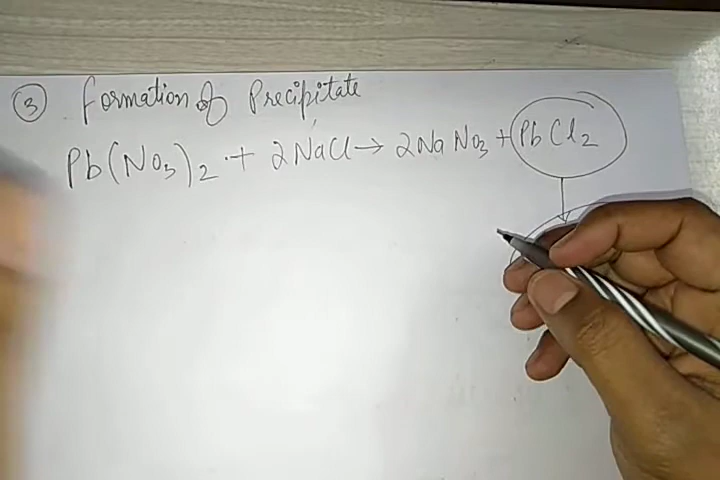 ③ Formation of Precipitate
Pb(NO₃)₂ + 2NaCl → 2NaNO₃ + PbCl₂